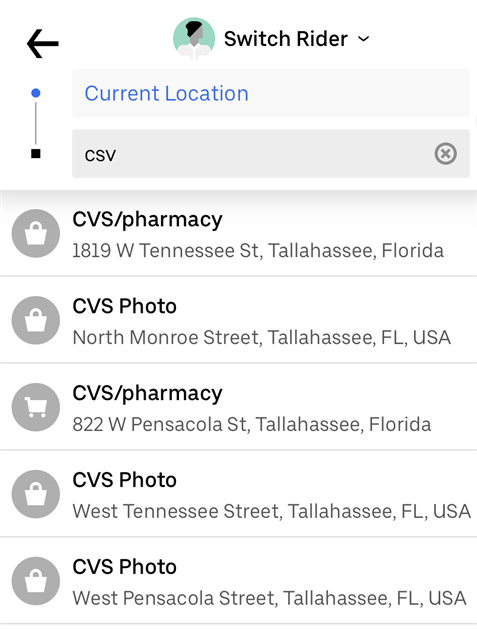 Switch Rider
Current Location
csv
CVS/pharmacy
1819 W Tennessee St, Tallahassee, Florida
CVS Photo
North Monroe Street, Tallahassee, FL, USA
CVS/pharmacy
822 W Pensacola St, Tallahassee, Florida
CVS Photo
West Tennessee Street, Tallahassee, FL, USA
CVS Photo
West Pensacola Street, Tallahassee, FL, USA